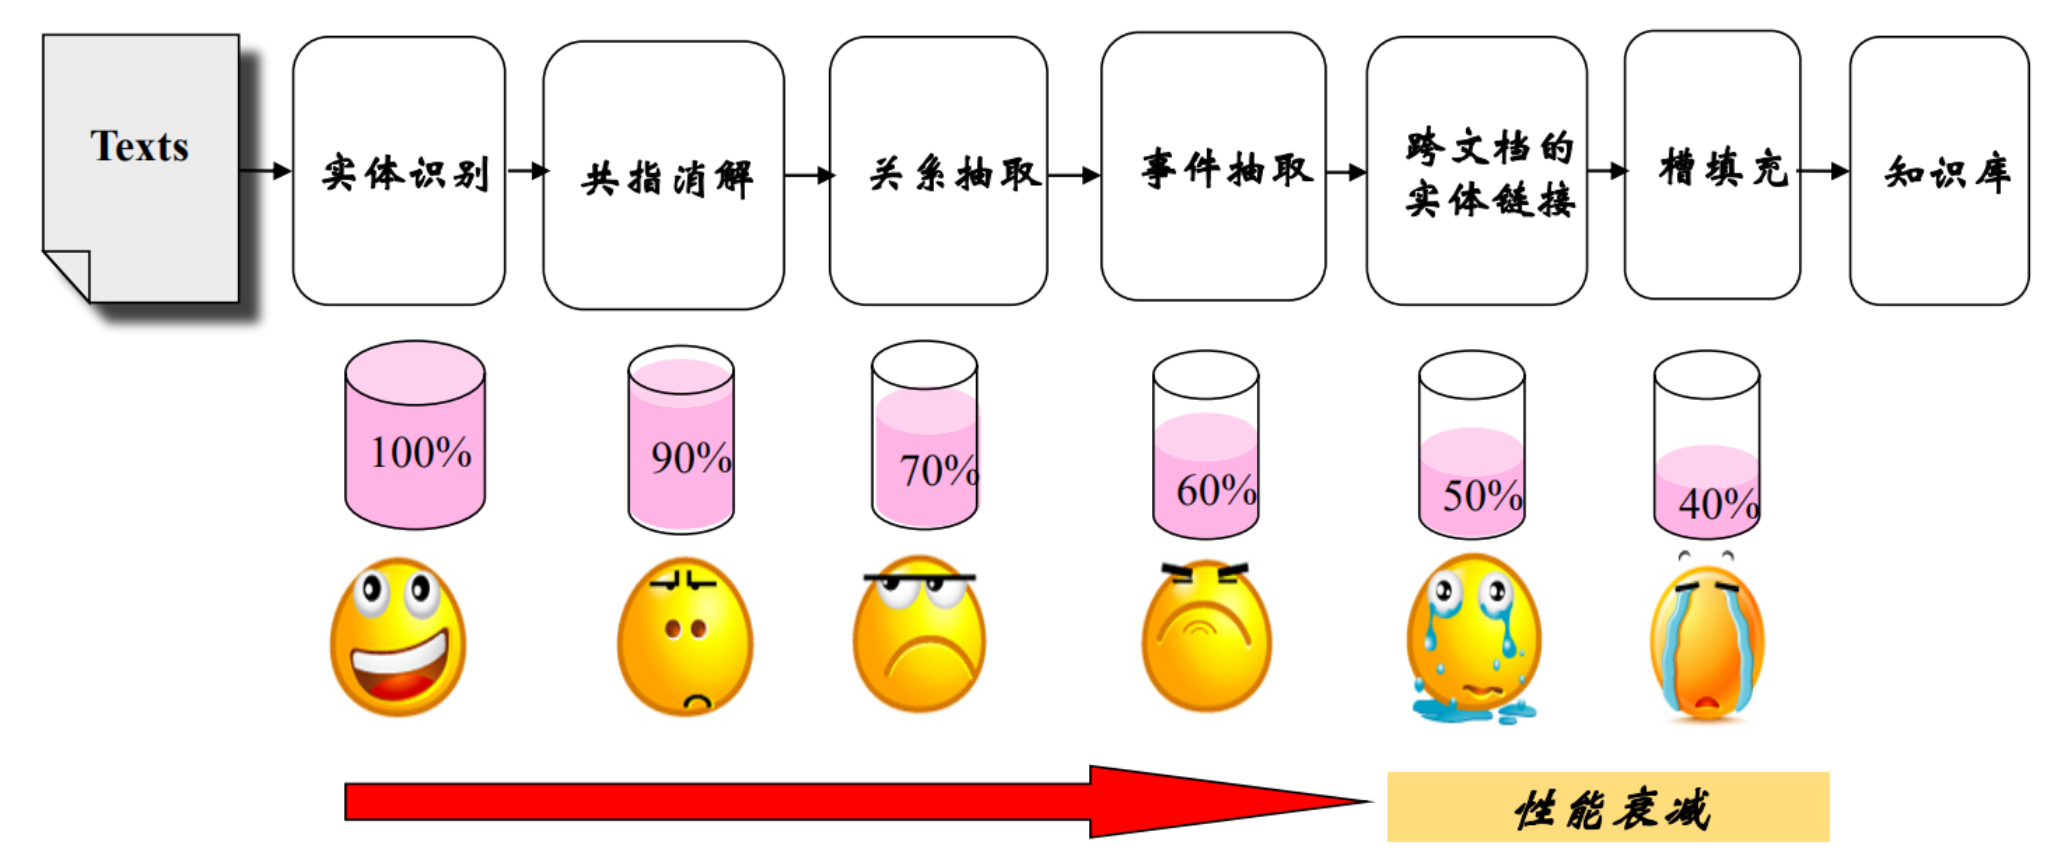 Texts
实体识别
共指消解
关系抽取
事件抽取
跨文档的
实体链接
槽填充
知识库
100%
90%
70%
60%
50%
40%
性能衰减